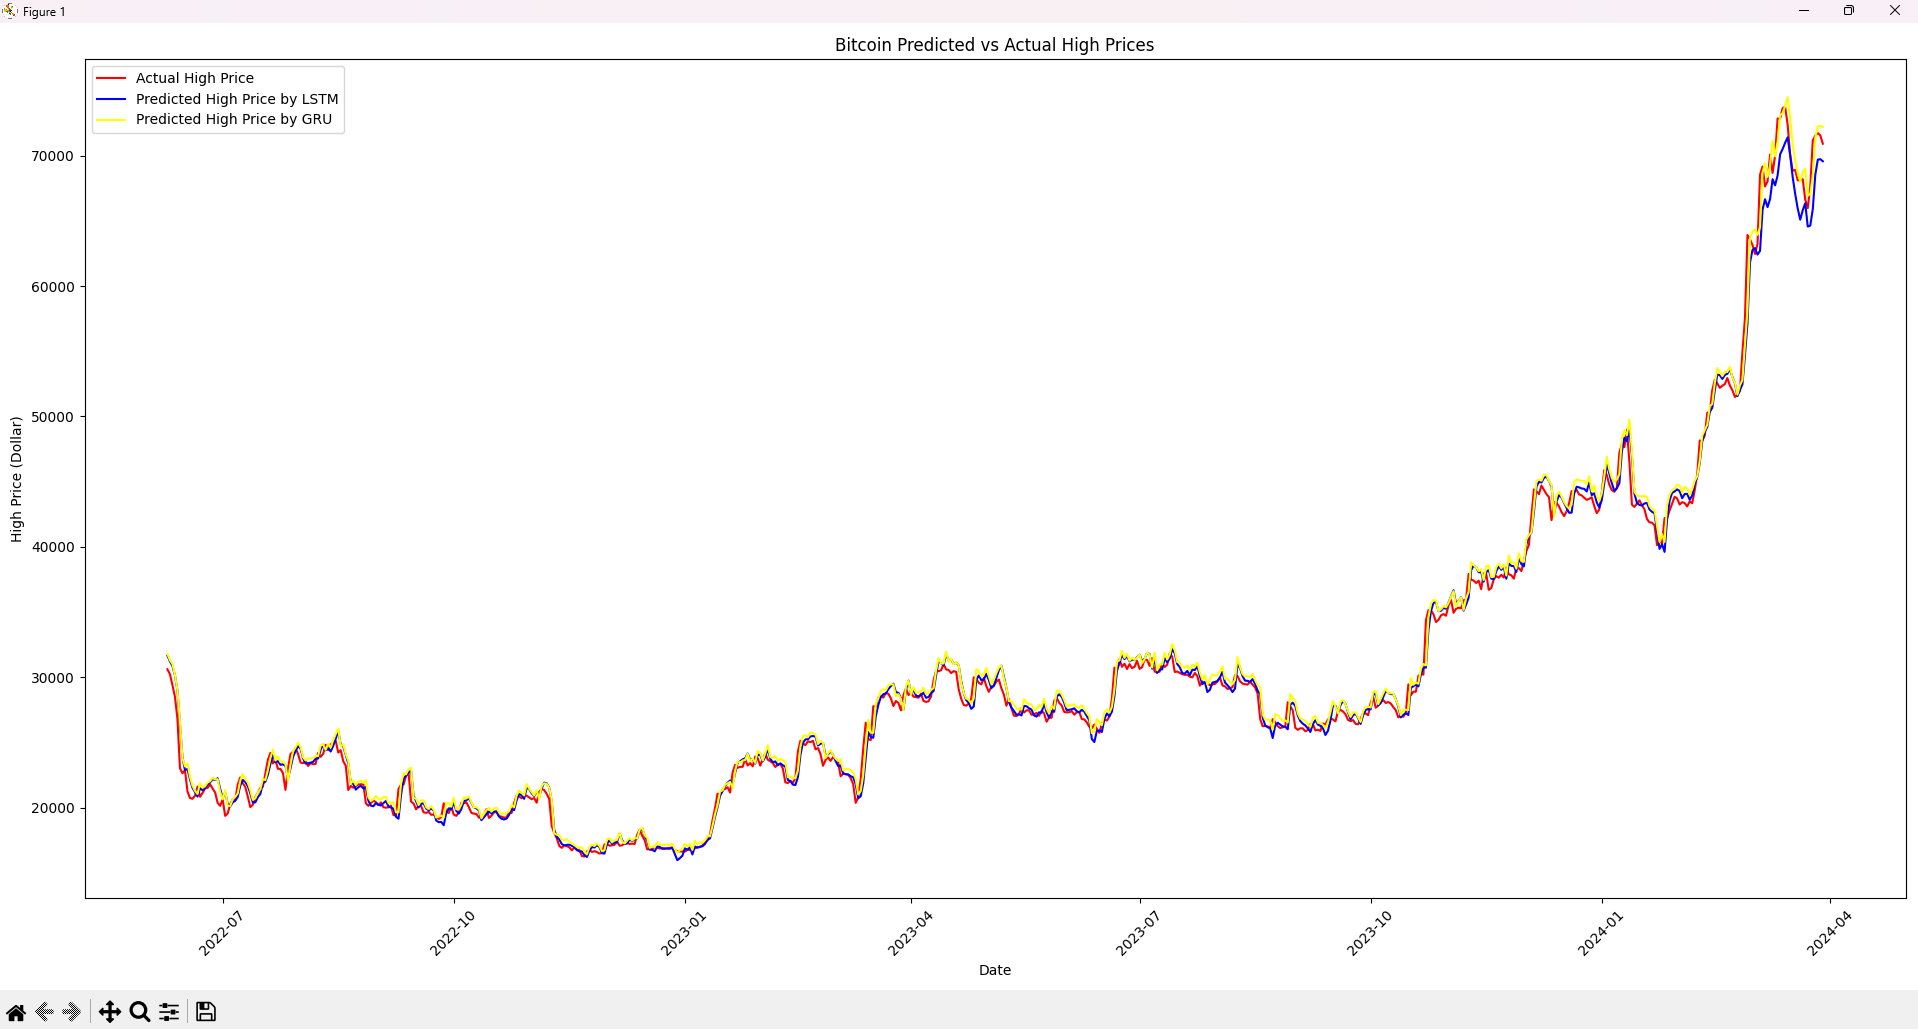 Figure 1
Bitcoin Predicted vs Actual High Prices
Actual High Price
Predicted High Price by LSTM
Predicted High Price by GRU
70000
60000
50000
40000
30000
20000
High Price (Dollar)
2022-07
2022-10
2023-01
2023-04
2023-07
2023-10
2024-01
2024-04
Date